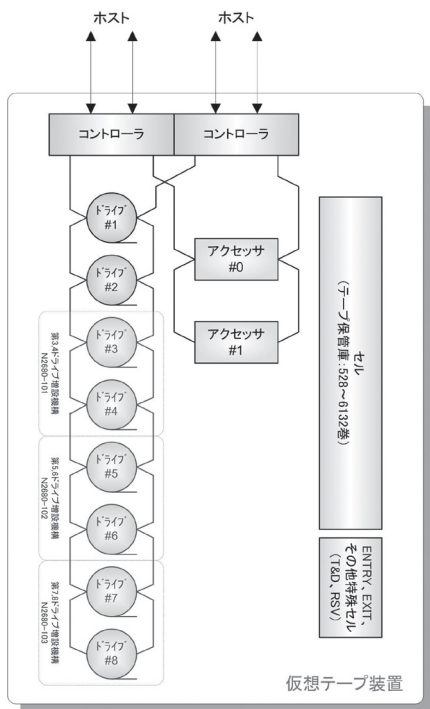 ホスト
ホスト
コントローラ
コントローラ
ドライブ
#1
ドライブ
#2
ドライブ
#3
ドライブ
#4
ドライブ
#5
ドライブ
#6
ドライブ
#7
ドライブ
#8
第3,4ドライブ増設機構
N2680-101
第5,6ドライブ増設機構
N2680-102
第7,8ドライブ増設機構
N2680-103
アクセッサ
#0
アクセッサ
#1
セル
(テープ保管庫:528~6132巻)
ENTRY、EXIT、
その他特殊セル
(T&D、RSV)
仮想テープ装置